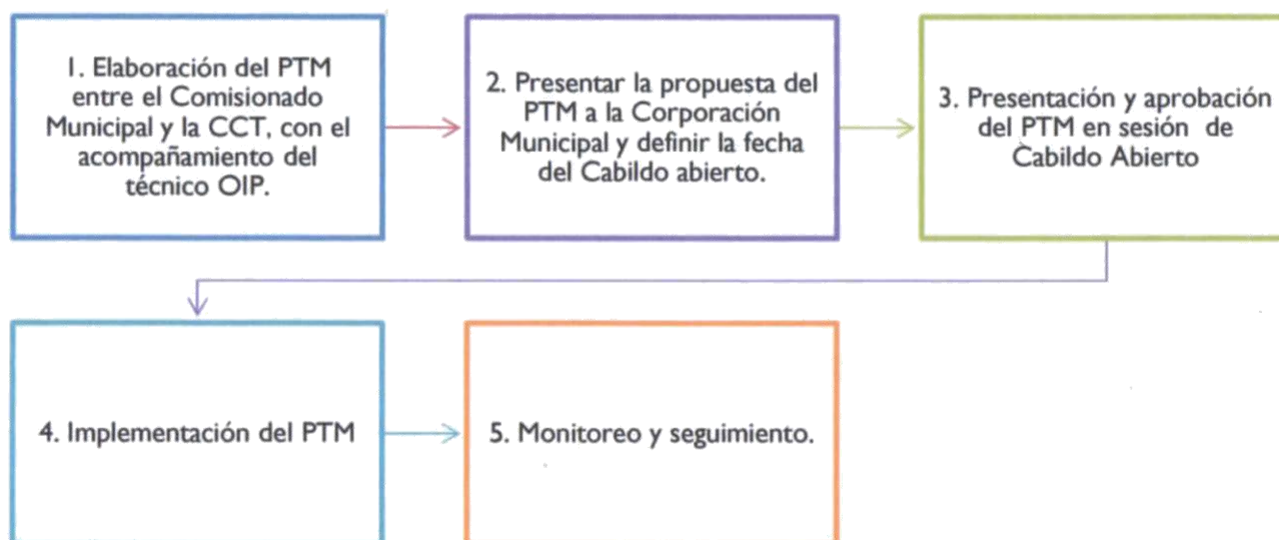 1. Elaboración del PTM
entre el Comisionado
Municipal y la CCT, con el
acompañamiento del
técnico OIP.
2. Presentar la propuesta del
PTM a la Corporación
Municipal y definir la fecha
del Cabildo abierto.
3. Presentación y aprobación
del PTM en sesión de
Cabildo Abierto
4. Implementación del PTM
5. Monitoreo y seguimiento.